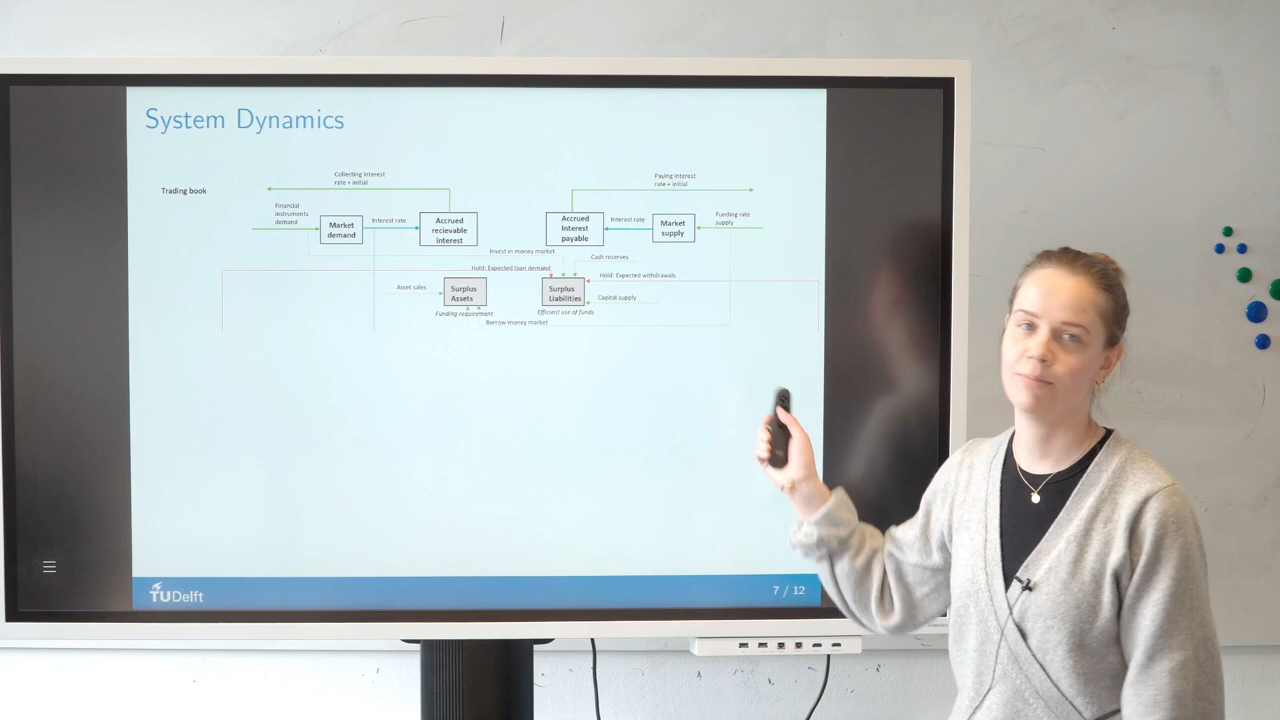 System Dynamics
Trading book
Collecting interest
rate + initial
Paying interest
rate + initial
Financial
instruments
demand
Market
demand
Interest rate
Accrued
recievable
interest
Accrued
Interest
payable
Interest rate
Market
supply
Funding rate
supply
Invest in money market
Cash reserves
Hold: Expected loan demand
Hold: Expected withdrawals
Asset sales
Surplus
Assets
Surplus
Liabilities
Capital supply
Funding requirement
Efficient use of funds
Borrow money market
TUDelft
7 / 12
SAMSUNG